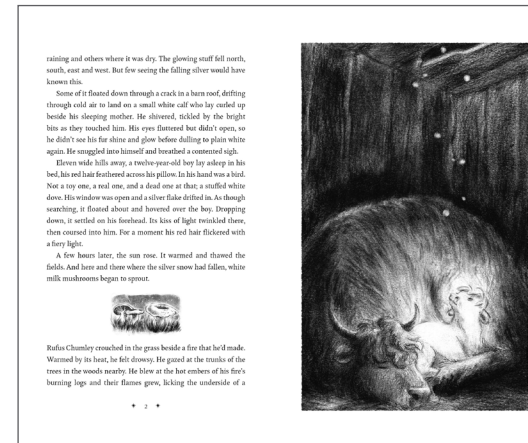 raining and others where it was dry. The glowing stuff fell north,
south, east and west. But few seeing the falling silver would have
known this.
Some of it floated down through a crack in a barn roof, drifting
through cold air to land on a small white calf who lay curled up
beside his sleeping mother. He shivered, tickled by the bright
bits as they touched him. His eyes fluttered but didn't open, so
he didn't see his fur shine and glow before dulling to plain white
again. He snuggled into himself and breathed a contented sigh.
Eleven wide hills away, a twelve-year-old boy lay asleep in his
bed, his red hair feathered across his pillow. In his hand was a bird.
Not a toy one, a real one, and a dead one at that; a stuffed white
dove. His window was open and a silver flake drifted in. As though
searching, it floated about and hovered over the boy. Dropping
down, it settled on his forehead. Its kiss of light twinkled there,
then coursed into him. For a moment his red hair flickered with
a fiery light.
A few hours later, the sun rose. It warmed and thawed the
fields. And here and there where the silver snow had fallen, white
milk mushrooms began to sprout.
Rufus Chumley crouched in the grass beside a fire that he'd made.
Warmed by its heat, he felt drowsy. He gazed at the trunks of the
trees in the woods nearby. He blew at the hot embers of his fire's
burning logs and their flames grew, licking the underside of a
2